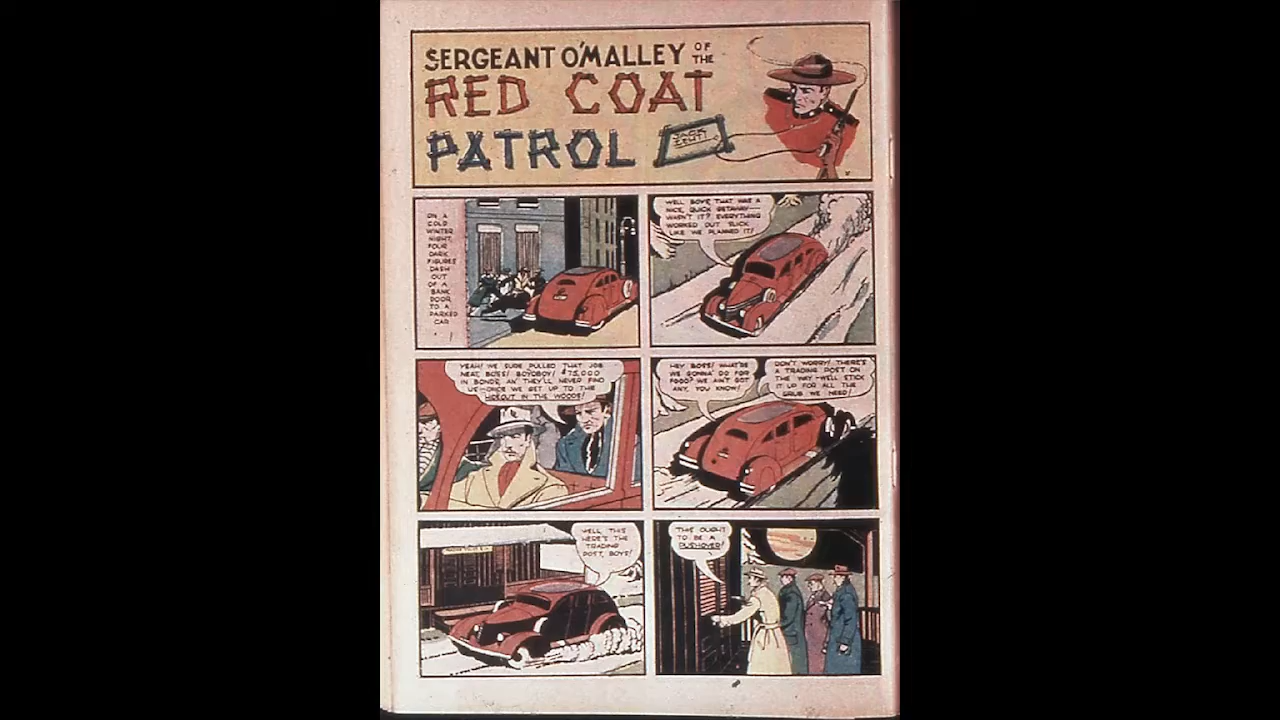 SERGEANT O'MALLEY OF THE
RED COAT
PATROL
JACK
LEHTI
ON A
COLD
WINTER
NIGHT,
FOUR
DARK
FIGURES
DASH
OUT
OF A
BANK
DOOR,
TO A
PARKED
CAR
WELL BOYS, THAT WAS A
NICE, QUICK GETAWAY—
WASN'T IT? EVERYTHING
WORKED OUT SLICK
LIKE WE PLANNED IT!
YEAH! WE SURE PULLED THAT JOB
NEAT, BOSS! BOYOBOY! $75,000
IN BONDS, AN' THEY'LL NEVER FIND
US—ONCE WE GET UP TO THE
HIDEOUT IN THE WOODS!
HEY BOSS! WHAT'RE
WE GONNA DO FOR
FOOD? WE AIN'T GOT
ANY, YOU KNOW!
DON'T WORRY! THERE'S
A TRADING POST ON
THE WAY—WE'LL STICK
IT UP FOR ALL THE
GRUB WE NEED!
WELL, THIS
HERE'S THE
TRADING
POST, BOYS!
THIS OUGHT
TO BE A
PUSHOVER!